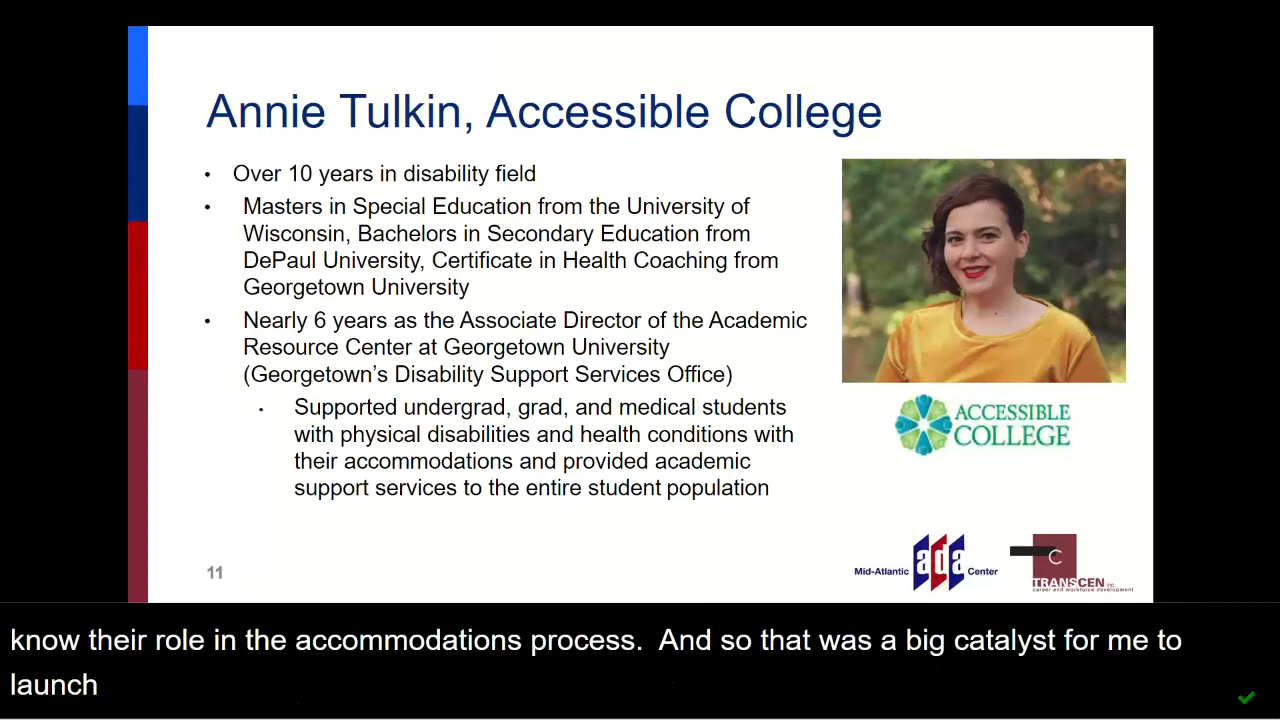 Annie Tulkin, Accessible College
• Over 10 years in disability field
• Masters in Special Education from the University of
Wisconsin, Bachelors in Secondary Education from
DePaul University, Certificate in Health Coaching from
Georgetown University
• Nearly 6 years as the Associate Director of the Academic
Resource Center at Georgetown University
(Georgetown’s Disability Support Services Office)
• Supported undergrad, grad, and medical students
with physical disabilities and health conditions with
their accommodations and provided academic
support services to the entire student population
ACCESSIBLE
COLLEGE
11
Mid-Atlantic ada Center
C
TRANSCEN inc.
career and workforce development
know their role in the accommodations process.  And so that was a big catalyst for me to
launch